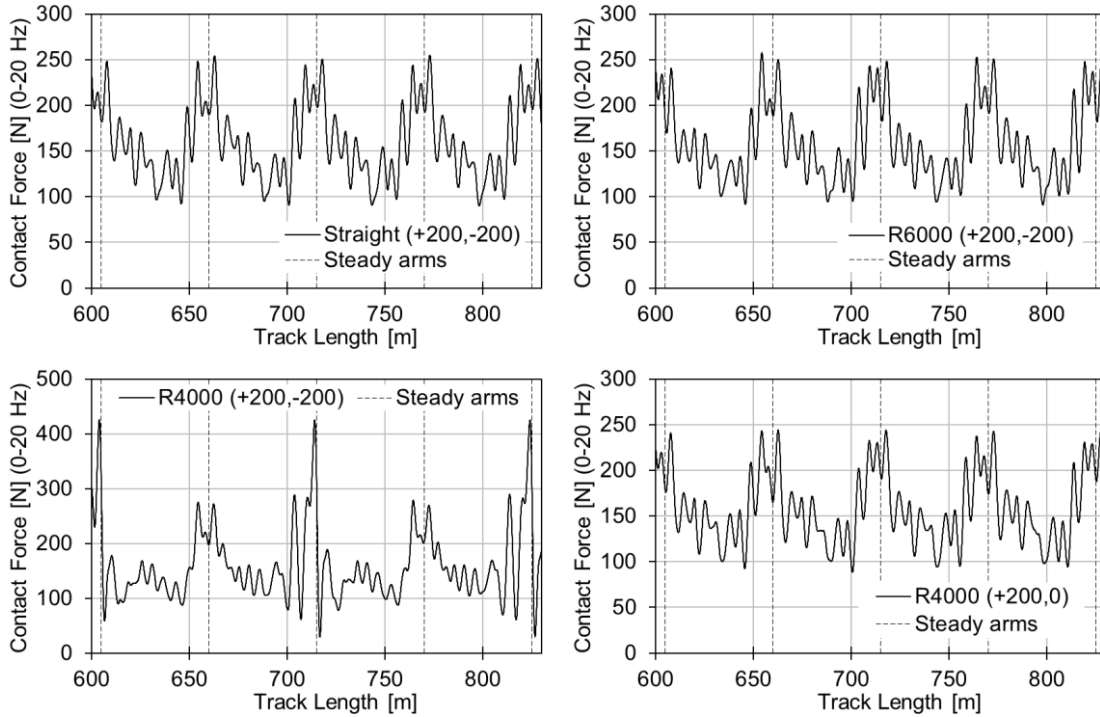 Contact Force [N] (0-20 Hz)
300
250
200
150
100
50
0
Straight (+200,-200)
Steady arms
600
650
700
750
800
Track Length [m]
Contact Force [N] (0-20 Hz)
300
250
200
150
100
50
0
R6000 (+200,-200)
Steady arms
600
650
700
750
800
Track Length [m]
Contact Force [N] (0-20 Hz)
500
400
300
200
100
0
R4000 (+200,-200)
Steady arms
600
650
700
750
800
Track Length [m]
Contact Force [N] (0-20 Hz)
300
250
200
150
100
50
0
R4000 (+200,0)
Steady arms
600
650
700
750
800
Track Length [m]